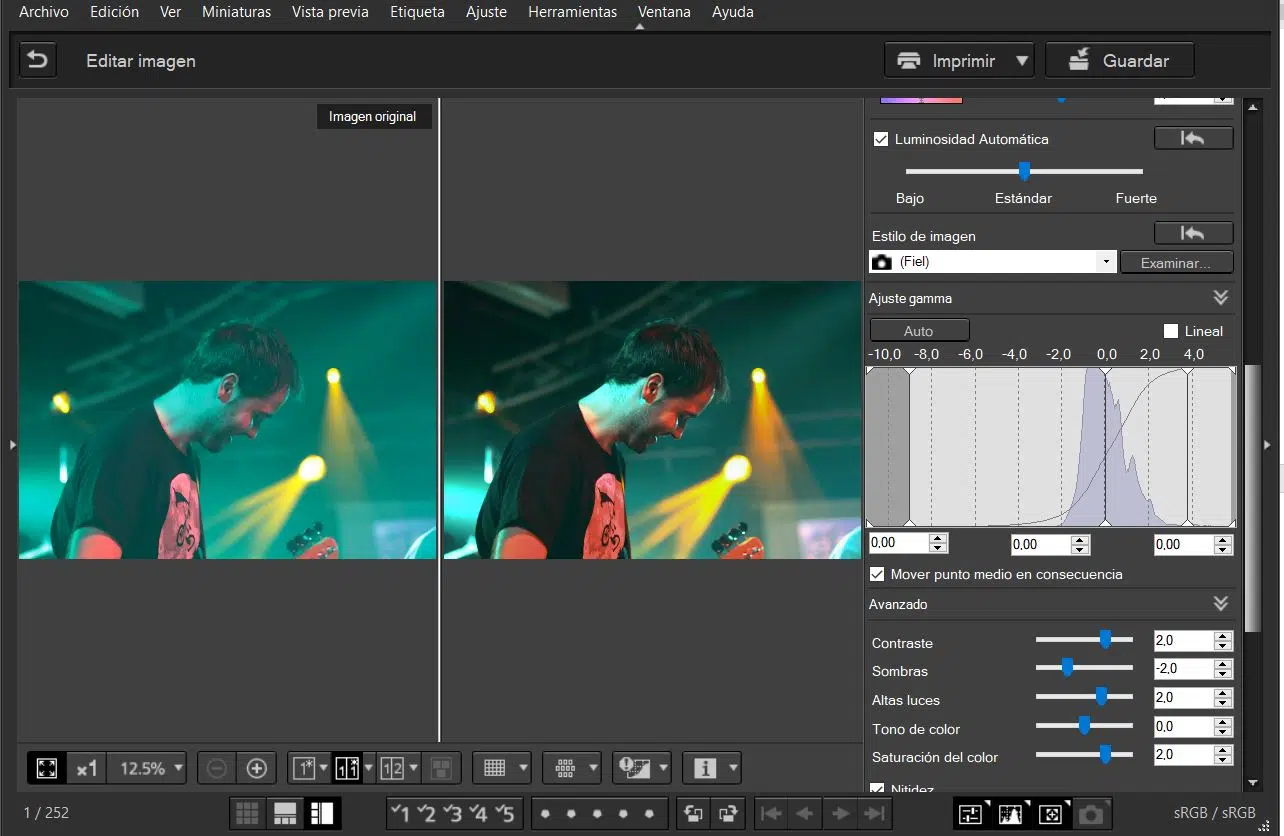 Archivo Edición Ver Miniaturas Vista previa Etiqueta Ajuste Herramientas Ventana Ayuda
Editar imagen Imprimir Guardar
Imagen original
Luminosidad Automática
Bajo Estándar Fuerte
Estilo de imagen
(Fiel) Examinar...
Ajuste gamma
Auto Lineal
-10,0 -8,0 -6,0 -4,0 -2,0 0,0 2,0 4,0
0,00 0,00 0,00
Mover punto medio en consecuencia
Avanzado
Contraste 2,0
Sombras -2,0
Altas luces 2,0
Tono de color 0,0
Saturación del color 2,0
Nitidez
x1 12.5% 1* 11* 12
1 / 252 1 2 3 4 5 sRGB / sRGB